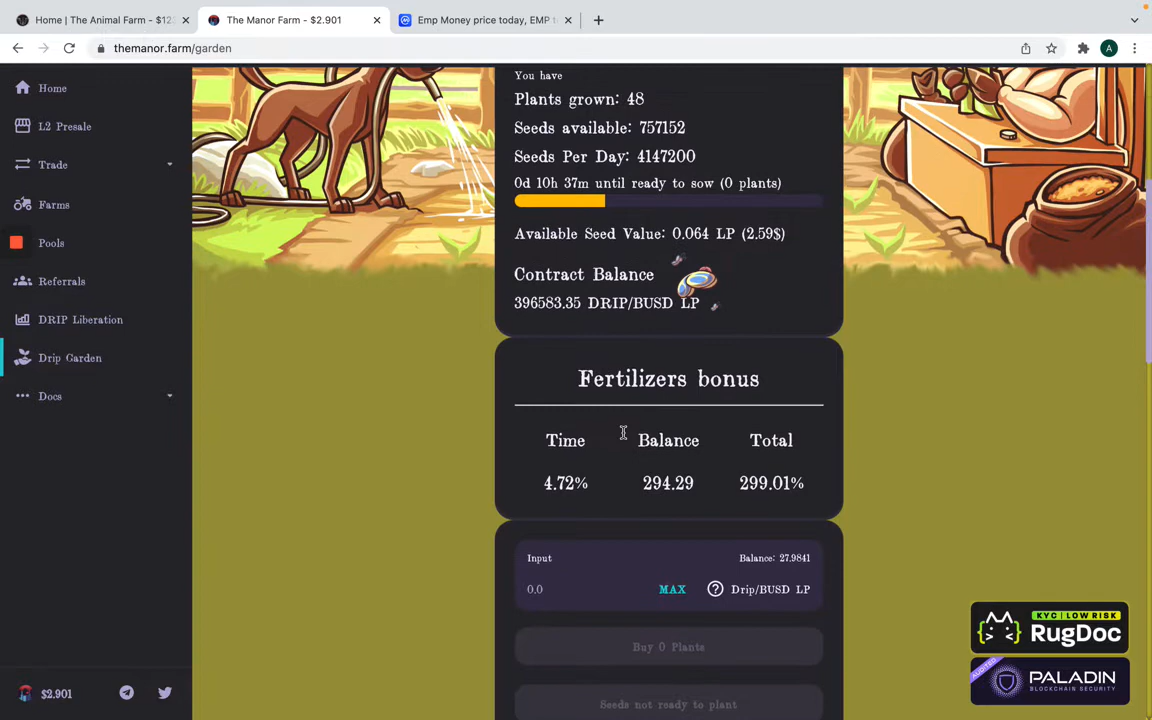 Home | The Animal Farm - $12
The Manor Farm - $2.901
Emp Money price today, EMP t
themanor.farm/garden
A
Home
L2 Presale
Trade
Farms
Pools
Referrals
DRIP Liberation
Drip Garden
Docs
$2.901
You have
Plants grown: 48
Seeds available: 757152
Seeds Per Day: 4147200
0d 10h 37m until ready to sow (0 plants)
Available Seed Value: 0.064 LP (2.59$)
Contract Balance
396583.35 DRIP/BUSD LP
Fertilizers bonus
Time Balance Total
4.72% 294.29 299.01%
Input Balance: 27.9841
0.0 MAX Drip/BUSD LP
Buy 0 Plants
Seeds not ready to plant
KYC | LOW RISK
RugDoc
AUDITED
PALADIN
BLOCKCHAIN SECURITY